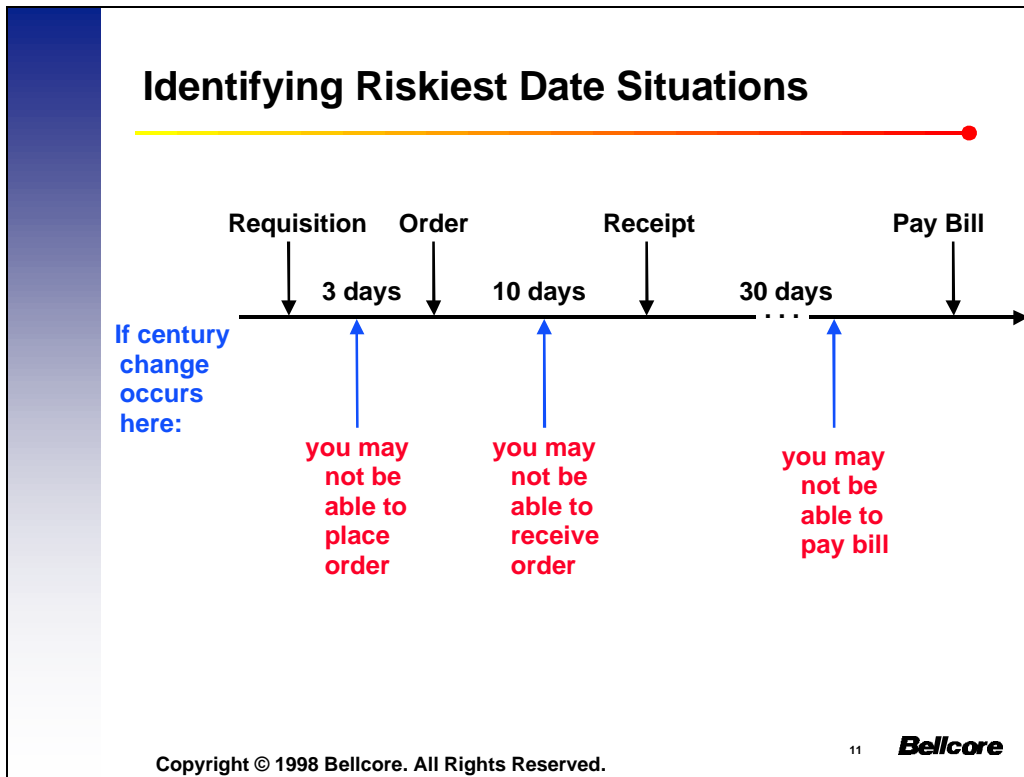 Identifying Riskiest Date Situations
Requisition Order Receipt Pay Bill
3 days 10 days 30 days
. . .
If century
change
occurs
here:
you may
not be
able to
place
order
you may
not be
able to
receive
order
you may
not be
able to
pay bill
11 Bellcore
Copyright © 1998 Bellcore. All Rights Reserved.